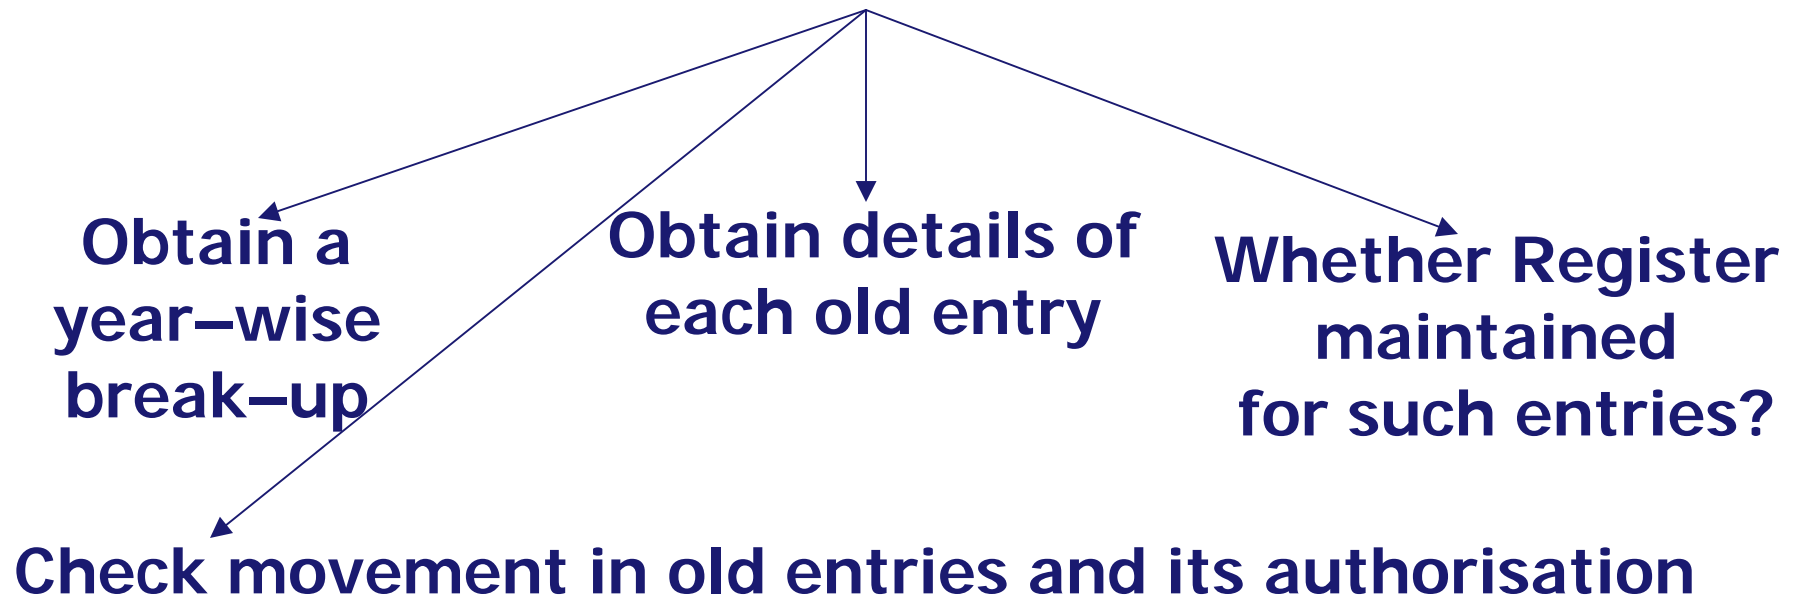 Obtain a
year–wise
break–up
Obtain details of
each old entry
Whether Register
maintained
for such entries?
Check movement in old entries and its authorisation